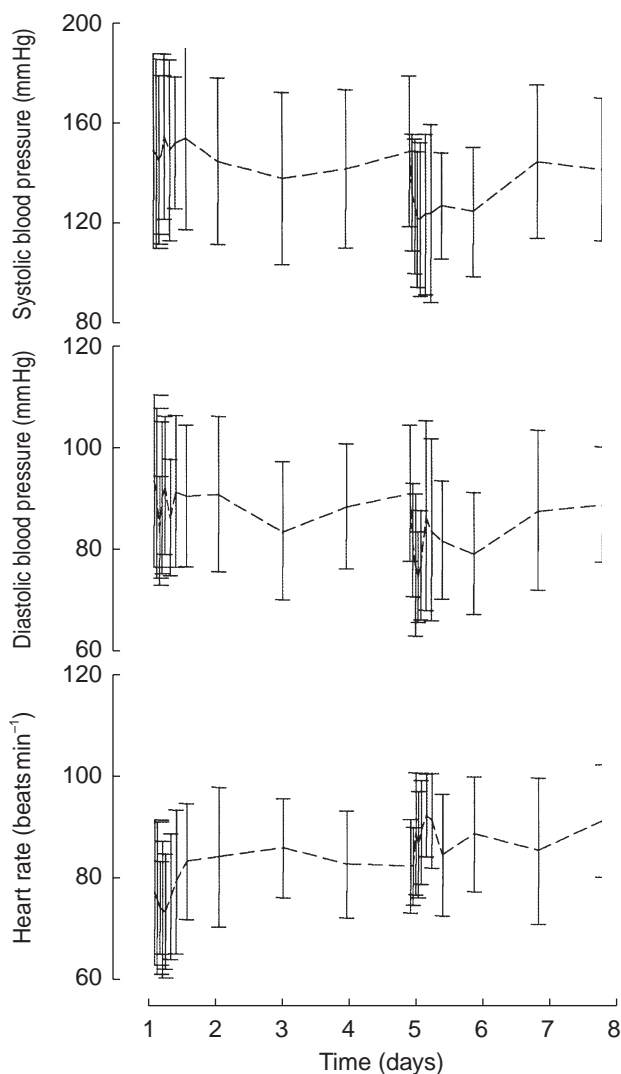 Systolic blood pressure (mmHg)
200
160
120
80
Diastolic blood pressure (mmHg)
120
100
80
60
Heart rate (beats min⁻¹)
120
100
80
60
1 2 3 4 5 6 7 8
Time (days)